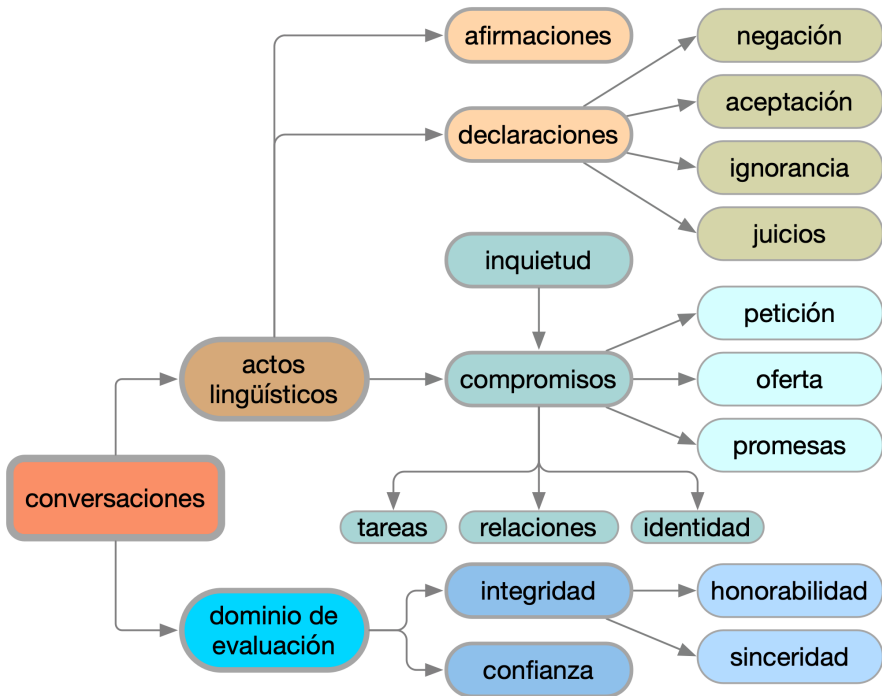 afirmaciones
negación
aceptación
declaraciones
ignorancia
juicios
inquietud
petición
actos
lingüísticos
compromisos
oferta
promesas
conversaciones
tareas
relaciones
identidad
dominio de
evaluación
integridad
honorabilidad
confianza
sinceridad